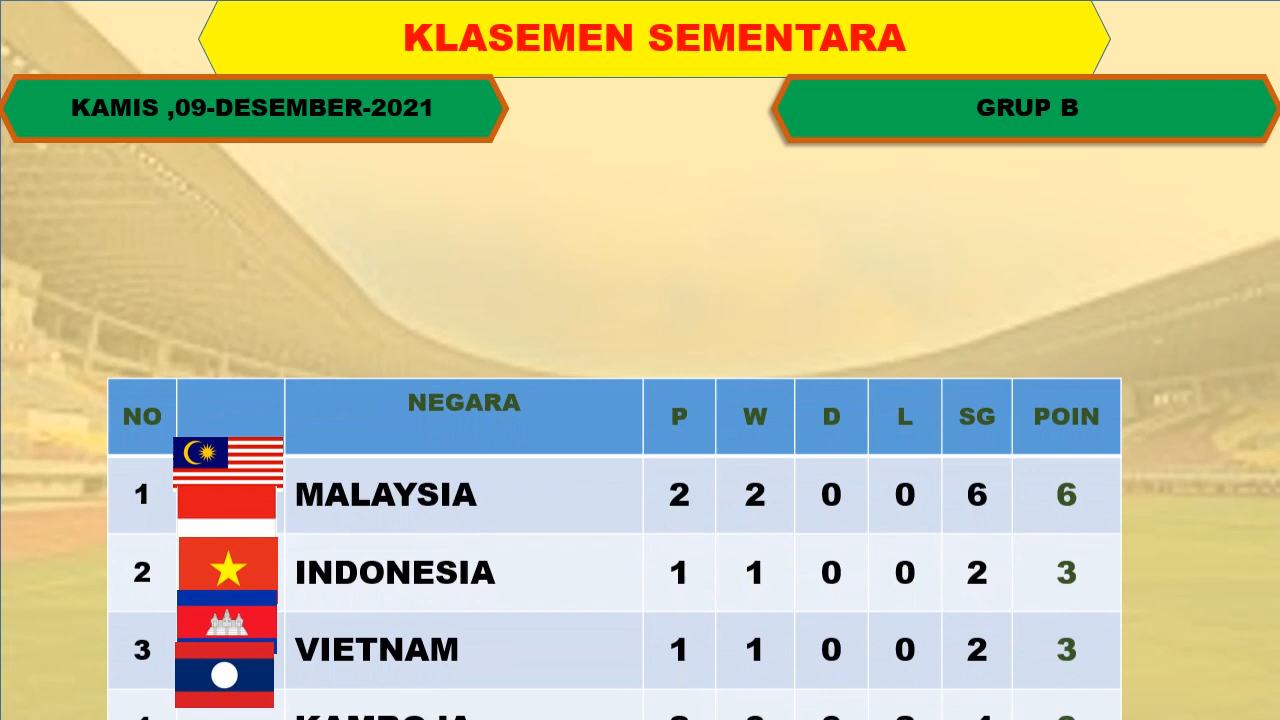 KLASEMEN SEMENTARA
KAMIS ,09-DESEMBER-2021
GRUP B
NO NEGARA P W D L SG POIN
1 MALAYSIA 2 2 0 0 6 6
2 INDONESIA 1 1 0 0 2 3
3 VIETNAM 1 1 0 0 2 3